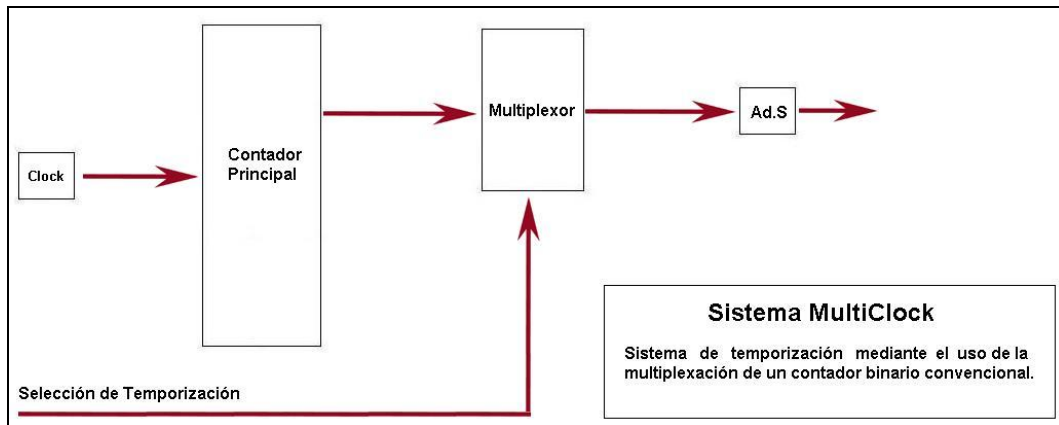 Clock
Contador
Principal
Multiplexor
Ad.S
Selección de Temporización
Sistema MultiClock
Sistema de temporización mediante el uso de la
multiplexación de un contador binario convencional.